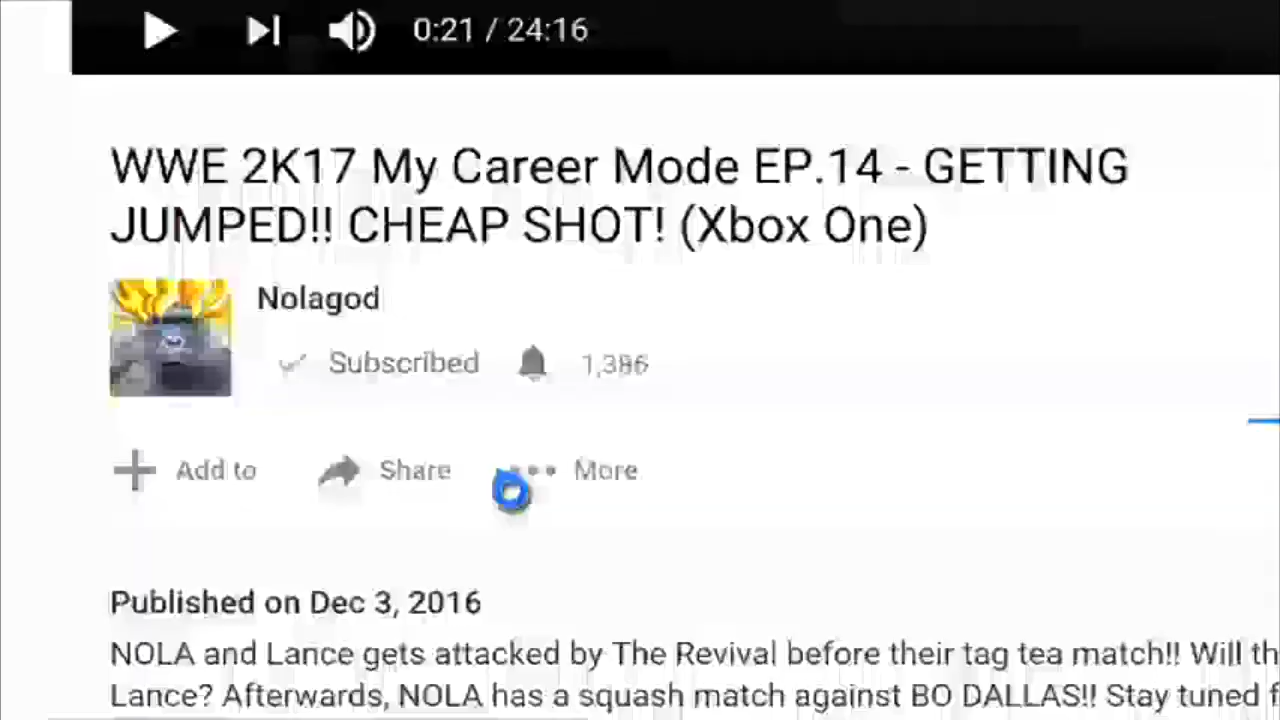 0:21 / 24:16
WWE 2K17 My Career Mode EP.14 - GETTING
JUMPED!! CHEAP SHOT! (Xbox One)
Nolagod
Subscribed 1,386
Add to Share More
Published on Dec 3, 2016
NOLA and Lance gets attacked by The Revival before their tag tea match!! Will th
Lance? Afterwards, NOLA has a squash match against BO DALLAS!! Stay tuned f